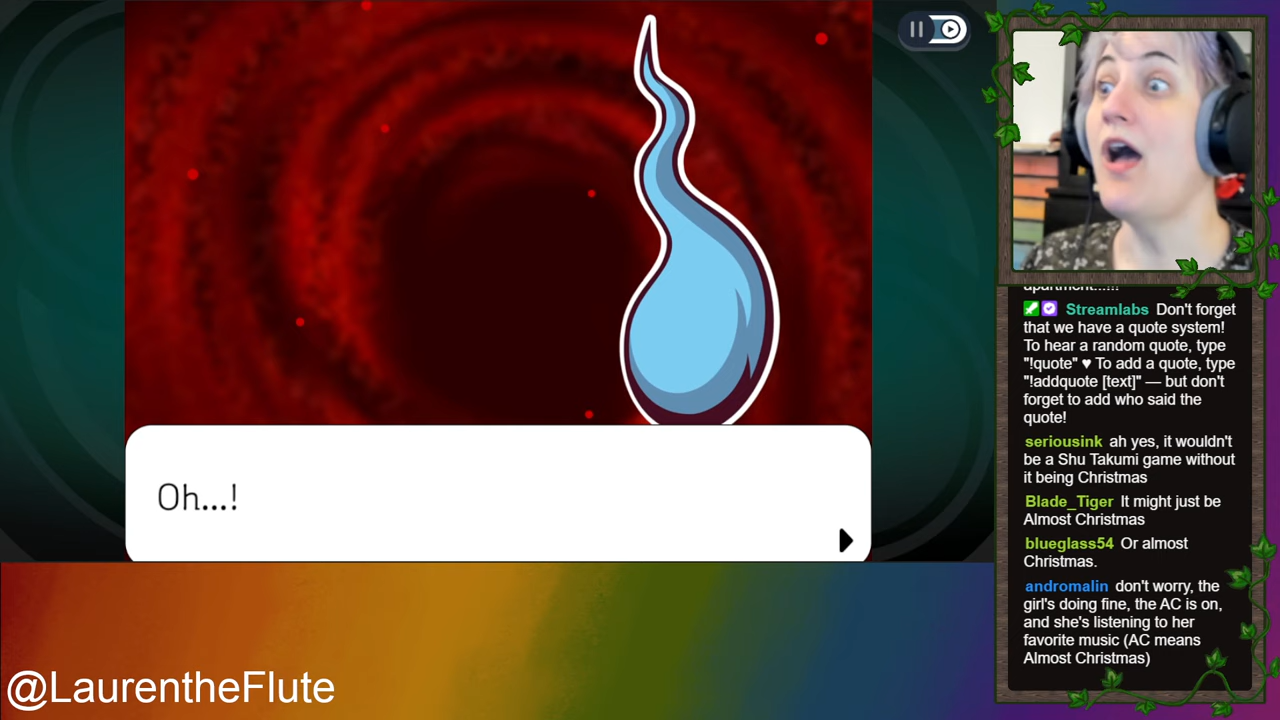 apartment...!!!
Streamlabs Don't forget
that we have a quote system!
To hear a random quote, type
"!quote" ♥ To add a quote, type
"!addquote [text]" — but don't
forget to add who said the
quote!
seriousink ah yes, it wouldn't
be a Shu Takumi game without
it being Christmas
Blade_Tiger It might just be
Almost Christmas
blueglass54 Or almost
Christmas.
andromalin don't worry, the
girl's doing fine, the AC is on,
and she's listening to her
favorite music (AC means
Almost Christmas)
Oh...!
@LaurentheFlute